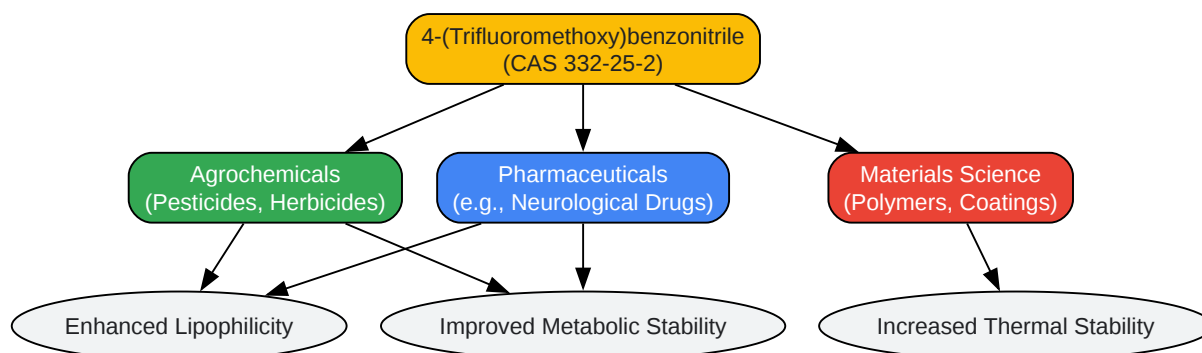 4-(Trifluoromethoxy)benzonitrile
(CAS 332-25-2)
Agrochemicals
(Pesticides, Herbicides)
Pharmaceuticals
(e.g., Neurological Drugs)
Materials Science
(Polymers, Coatings)
Enhanced Lipophilicity
Improved Metabolic Stability
Increased Thermal Stability